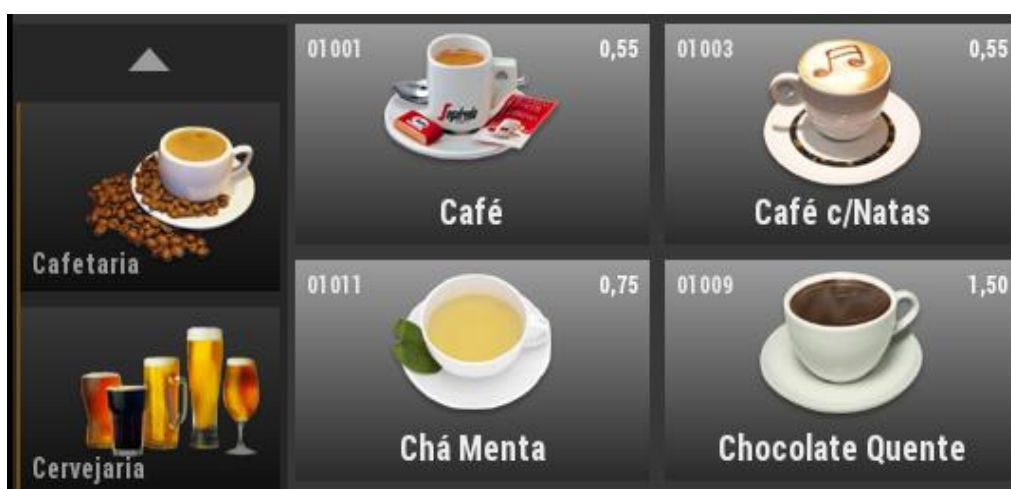 01001
0,55
Segafredo
Café
01003
0,55
Café c/Natas
Cafetaria
01011
0,75
Chá Menta
01009
1,50
Chocolate Quente
Cervejaria